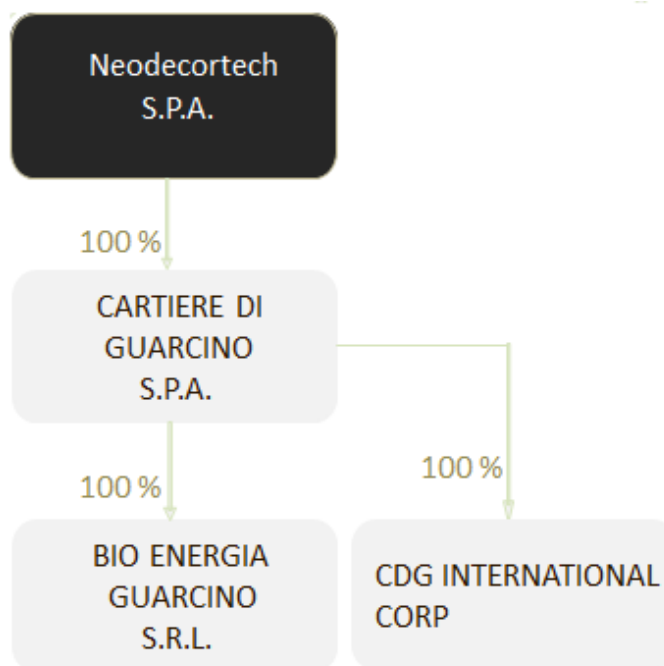 Neodecortech
S.P.A.
100 %
CARTIERE DI
GUARCINO
S.P.A.
100 %
100 %
BIO ENERGIA
GUARCINO
S.R.L.
CDG INTERNATIONAL
CORP